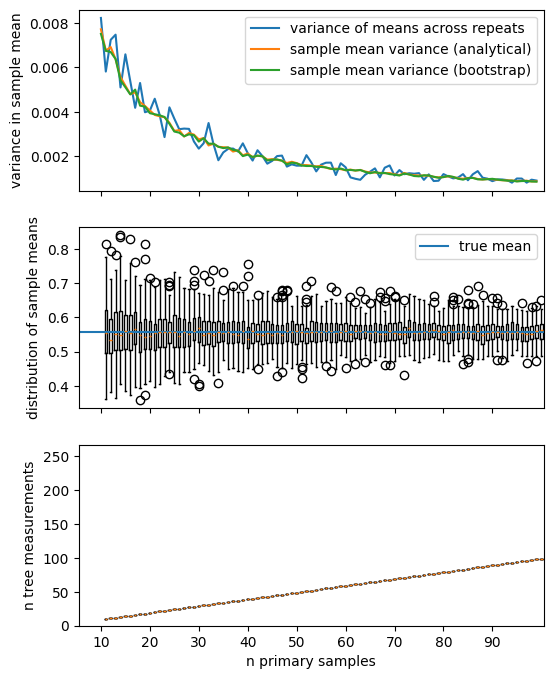 variance in sample mean
0.008
0.006
0.004
0.002
variance of means across repeats
sample mean variance (analytical)
sample mean variance (bootstrap)
distribution of sample means
0.8
0.7
0.6
0.5
0.4
true mean
n tree measurements
250
200
150
100
50
0
10 20 30 40 50 60 70 80 90
n primary samples